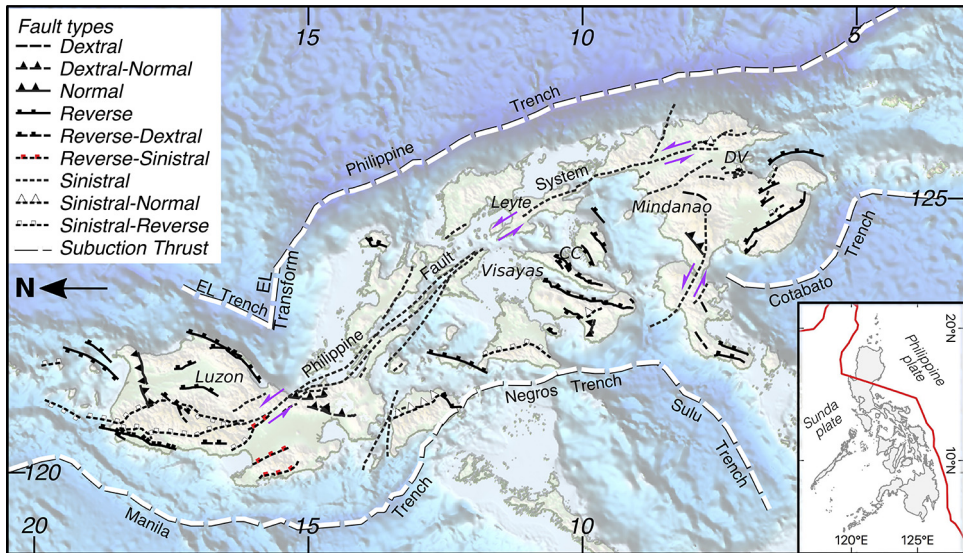 Fault types
Dextral
Dextral-Normal
Normal
Reverse
Reverse-Dextral
Reverse-Sinistral
Sinistral
Sinistral-Normal
Sinistral-Reverse
Subuction Thrust
15
10
5
Philippine
Trench
System
DV
Leyte
Mindanao
125
Trench
Cotabato
EL
Transform
EL Trench
N
Fault
Visayas
CC
Philippine
Luzon
Negros
Trench
Sulu
Trench
120
Manila
Trench
20
15
10
20°N
Philippine
plate
Sunda
plate
10°N
120°E
125°E